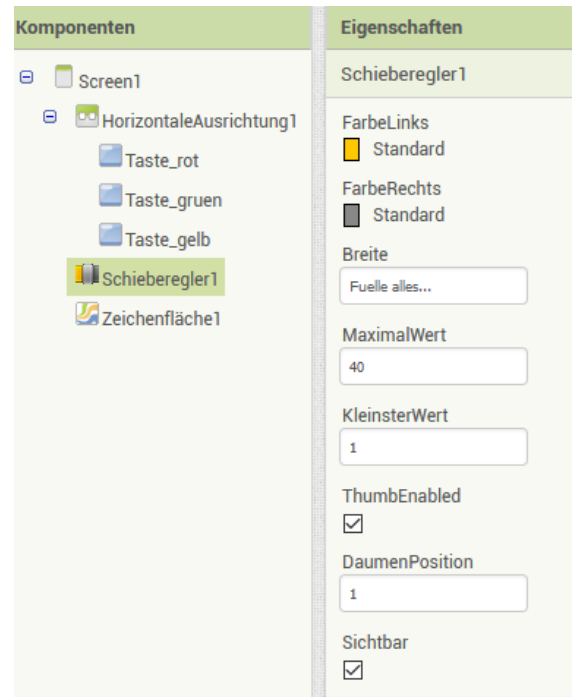 Komponenten
Screen1
HorizontaleAusrichtung1
Taste_rot
Taste_gruen
Taste_gelb
Schieberegler1
Zeichenfläche1
Eigenschaften
Schieberegler1
FarbeLinks
Standard
FarbeRechts
Standard
Breite
Fuelle alles...
MaximalWert
40
KleinsterWert
1
ThumbEnabled
DaumenPosition
1
Sichtbar